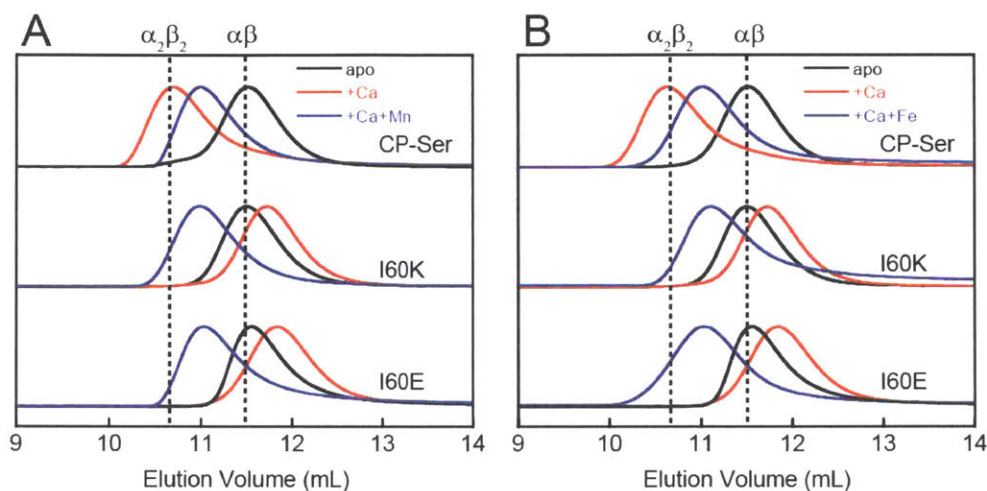 A
α₂β₂
αβ
apo
+Ca
+Ca+Mn
CP-Ser
I60K
I60E
9 10 11 12 13 14
Elution Volume (mL)
B
α₂β₂
αβ
apo
+Ca
+Ca+Fe
CP-Ser
I60K
I60E
9 10 11 12 13 14
Elution Volume (mL)